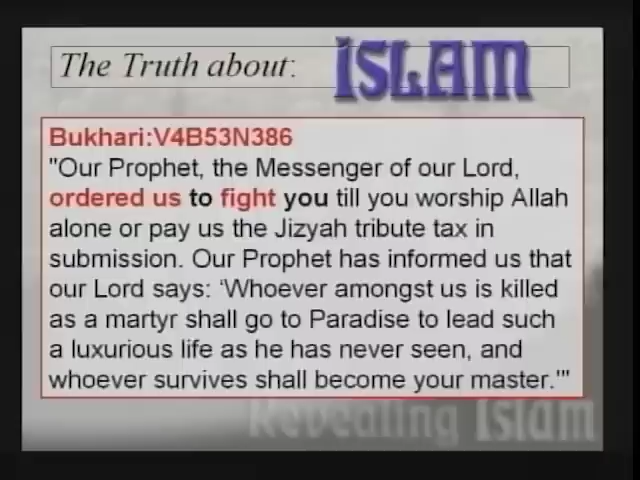 The Truth about: İSLAM
Bukhari:V4B53N386
"Our Prophet, the Messenger of our Lord,
ordered us to fight you till you worship Allah
alone or pay us the Jizyah tribute tax in
submission. Our Prophet has informed us that
our Lord says: ‘Whoever amongst us is killed
as a martyr shall go to Paradise to lead such
a luxurious life as he has never seen, and
whoever survives shall become your master.'"
Revealing Islam